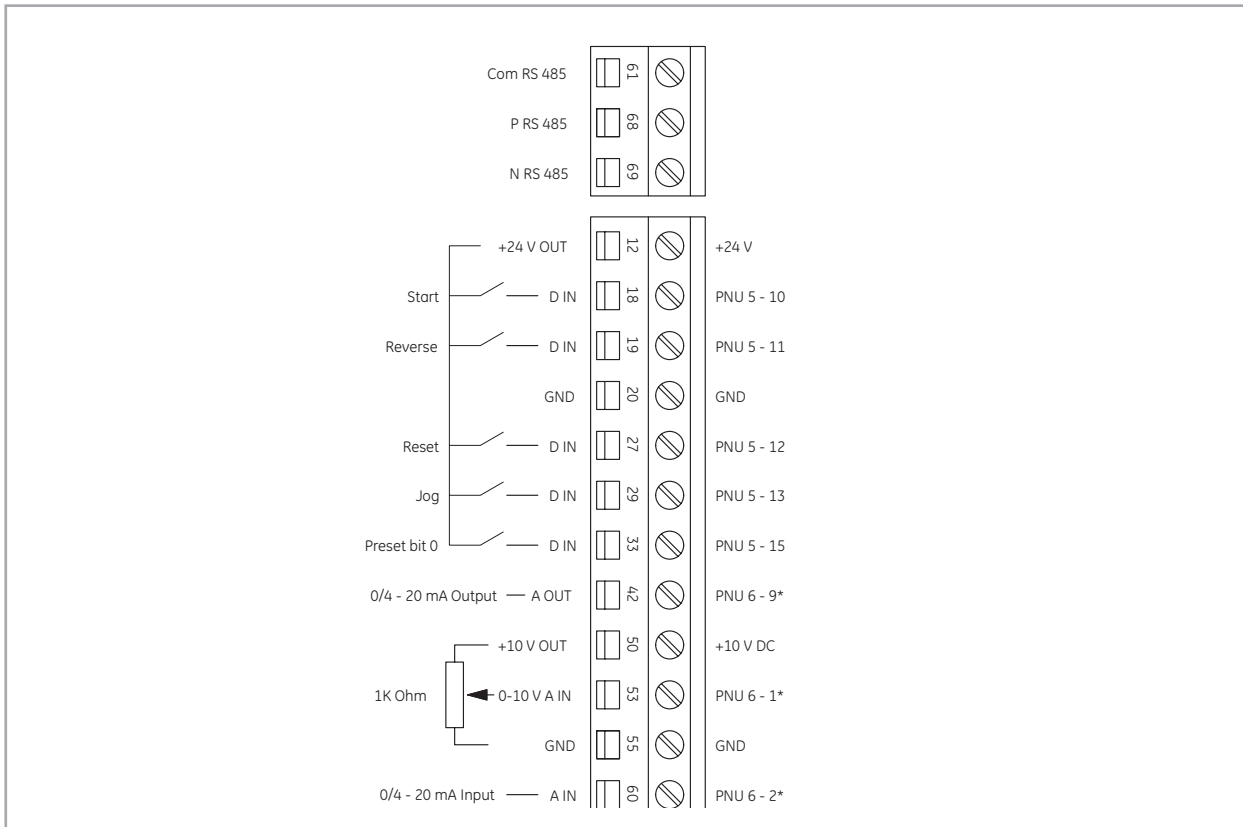 Com RS 485 61
P RS 485 68
N RS 485 69
+24 V OUT 12 +24 V
Start D IN 18 PNU 5 - 10
Reverse D IN 19 PNU 5 - 11
GND 20 GND
Reset D IN 27 PNU 5 - 12
Jog D IN 29 PNU 5 - 13
Preset bit 0 D IN 33 PNU 5 - 15
0/4 - 20 mA Output A OUT 42 PNU 6 - 9*
+10 V OUT 50 +10 V DC
1K Ohm 0-10 V A IN 53 PNU 6 - 1*
GND 55 GND
0/4 - 20 mA Input A IN 60 PNU 6 - 2*